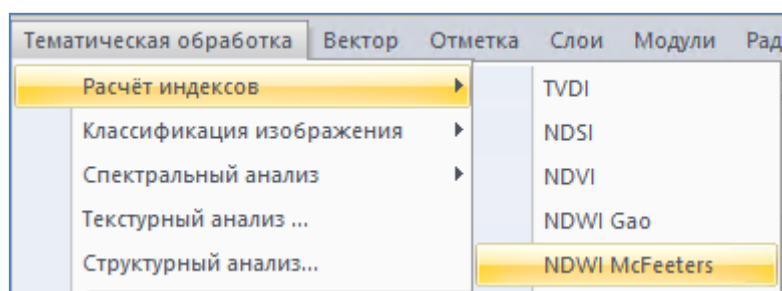 Тематическая обработка Вектор Отметка Слои Модули Рад
Расчёт индексов
Классификация изображения
Спектральный анализ
Текстурный анализ ...
Структурный анализ...
TVDI
NDSI
NDVI
NDWI Gao
NDWI McFeeters